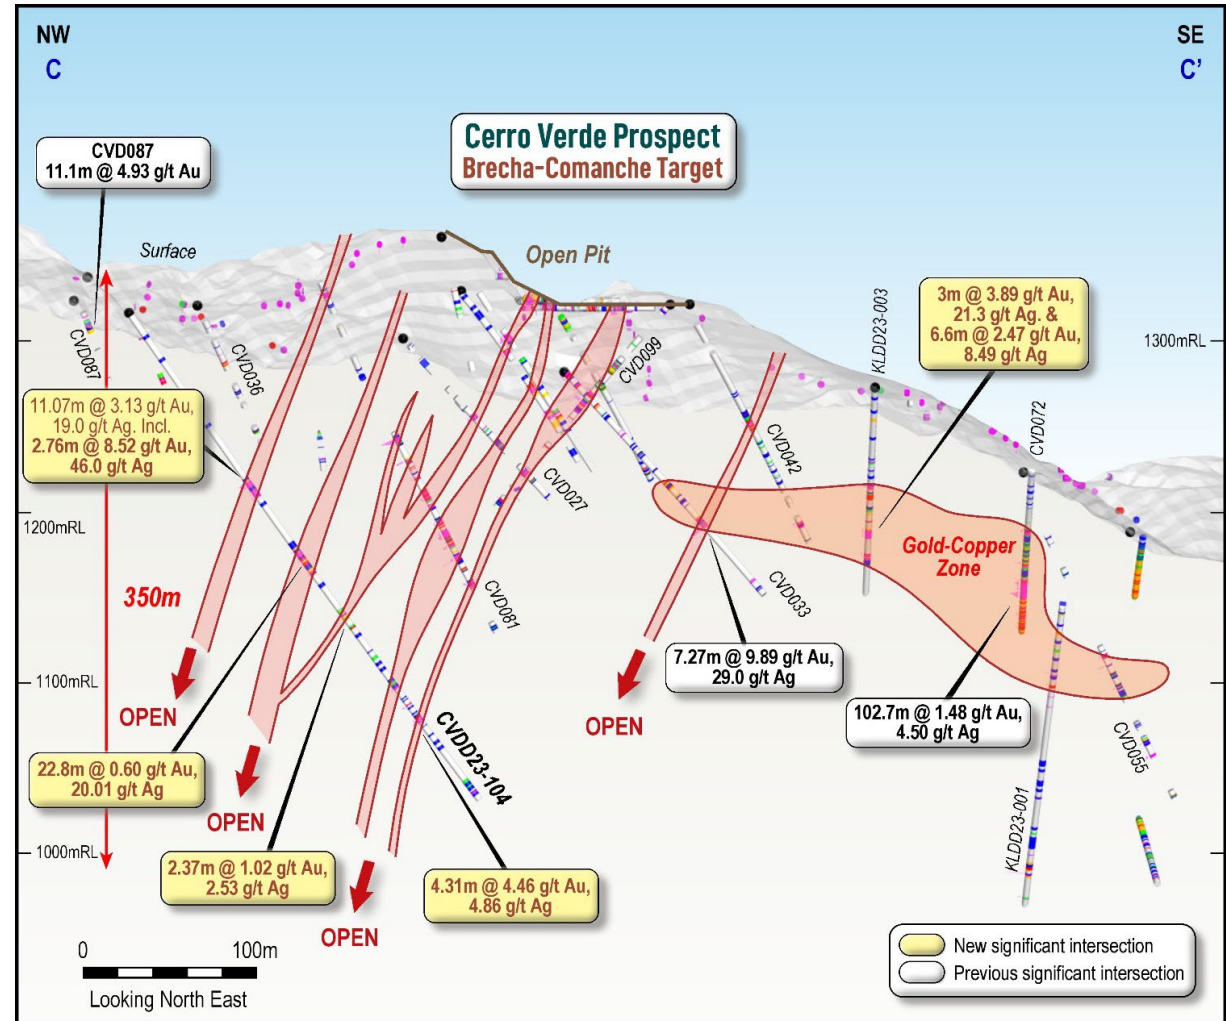 NW
C
SE
C'
Cerro Verde Prospect
Brecha-Comanche Target
CVD087
11.1m @ 4.93 g/t Au
Surface
Open Pit
3m @ 3.89 g/t Au,
21.3 g/t Ag. &
6.6m @ 2.47 g/t Au,
8.49 g/t Ag
1300mRL
KLDD23-003
CVD087
CVD036
CVD099
CVD072
11.07m @ 3.13 g/t Au,
19.0 g/t Ag. Incl.
2.76m @ 8.52 g/t Au,
46.0 g/t Ag
CVD042
CVD027
1200mRL
Gold-Copper
Zone
350m
CVD081
CVD033
7.27m @ 9.89 g/t Au,
29.0 g/t Ag
1100mRL
OPEN
OPEN
102.7m @ 1.48 g/t Au,
4.50 g/t Ag
CVD055
CVDD23-104
22.8m @ 0.60 g/t Au,
20.01 g/t Ag
OPEN
KLDD23-001
1000mRL
2.37m @ 1.02 g/t Au,
2.53 g/t Ag
4.31m @ 4.46 g/t Au,
4.86 g/t Ag
OPEN
0 100m
Looking North East
New significant intersection
Previous significant intersection